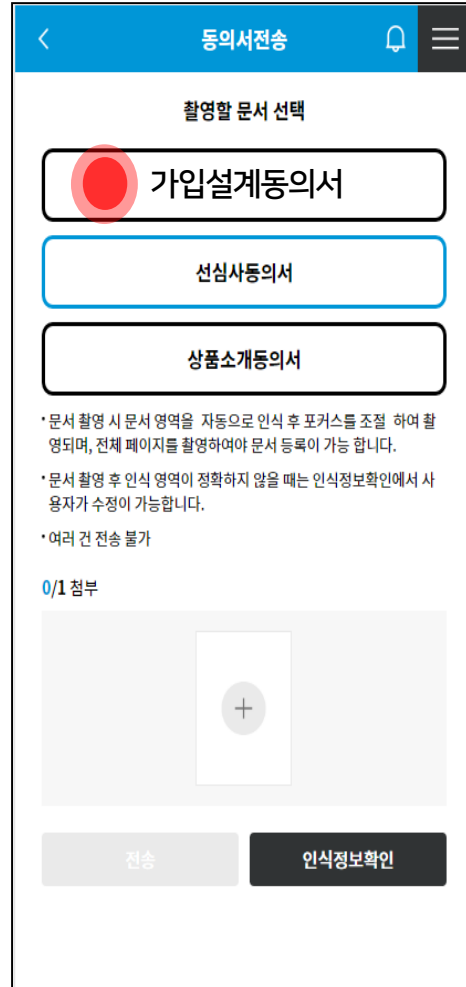 동의서전송
촬영할 문서 선택
가입설계동의서
선심사동의서
상품소개동의서
• 문서 촬영 시 문서 영역을 자동으로 인식 후 포커스를 조절 하여 촬
영되며, 전체 페이지를 촬영하여야 문서 등록이 가능 합니다.
• 문서 촬영 후 인식 영역이 정확하지 않을 때는 인식정보확인에서 사
용자가 수정이 가능합니다.
• 여러 건 전송 불가
0/1 첨부
전송
인식정보확인